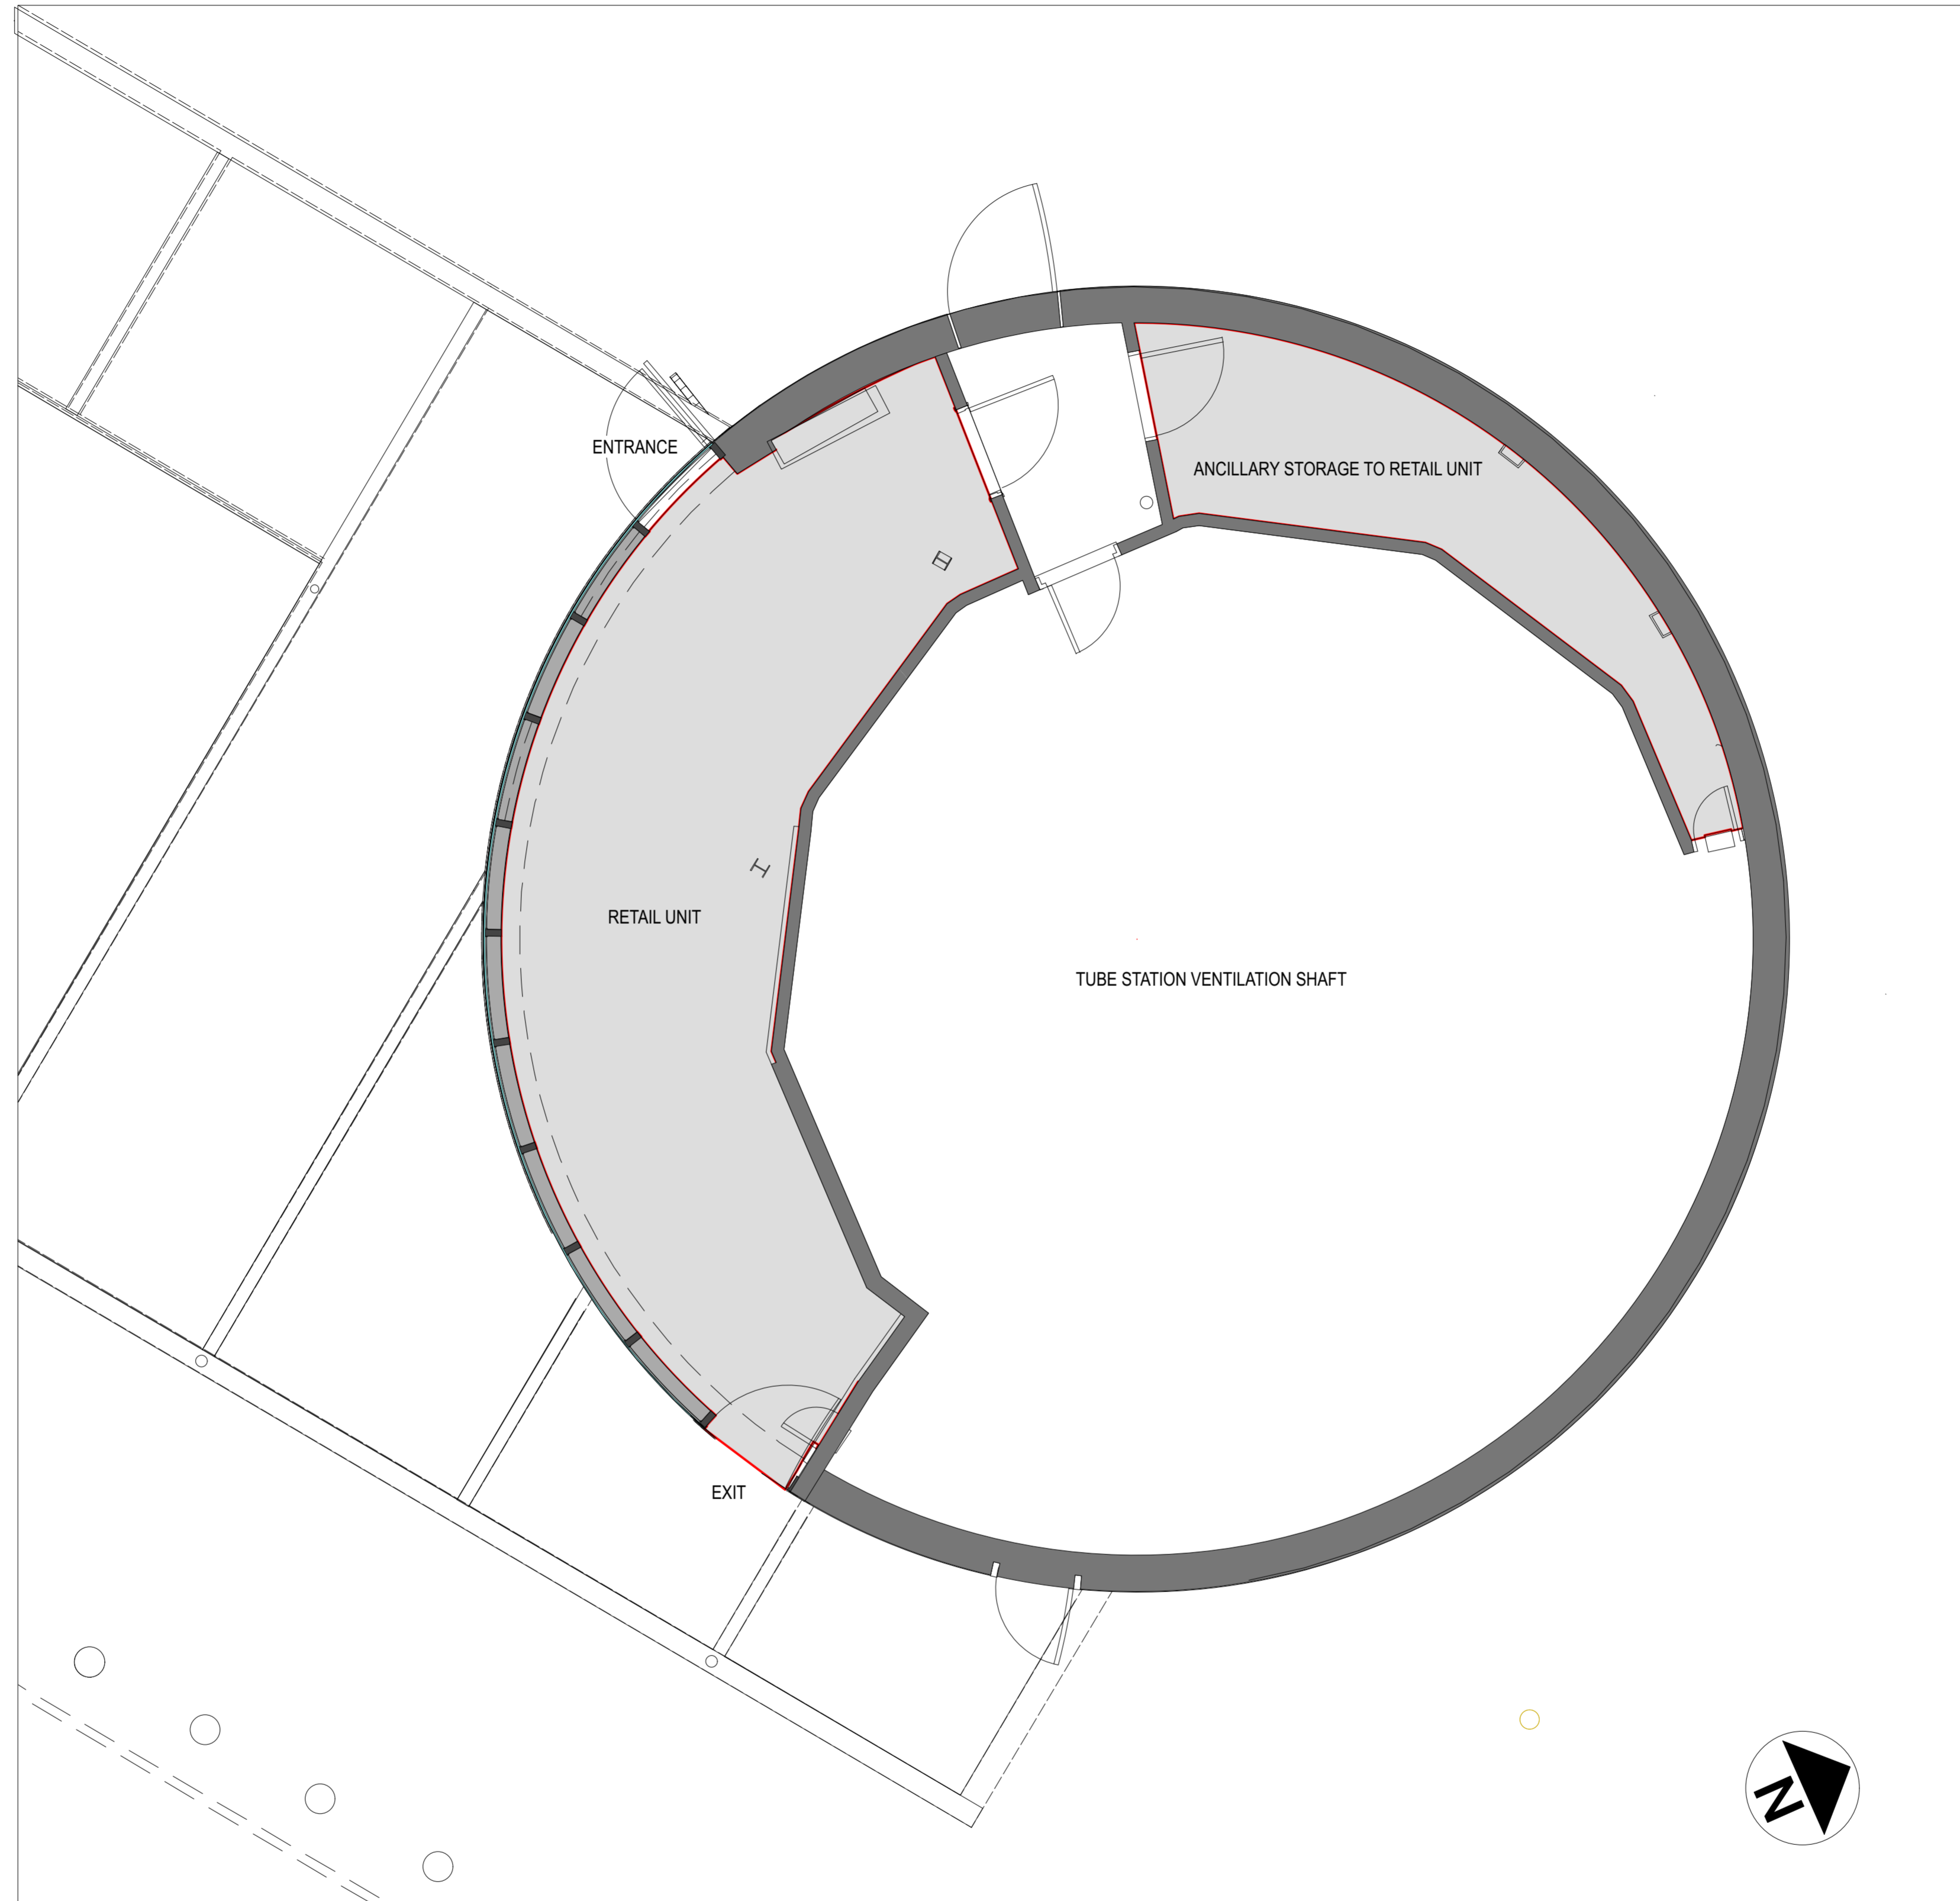 ENTRANCE
ANCILLARY STORAGE TO RETAIL UNIT
RETAIL UNIT
TUBE STATION VENTILATION SHAFT
EXIT
N